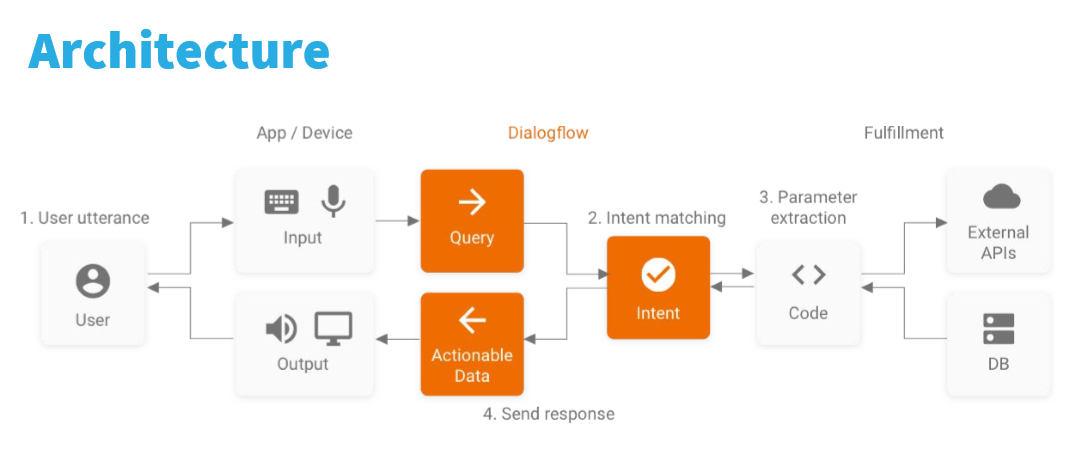 Architecture
App / Device
Dialogflow
Fulfillment
1. User utterance
User
Input
Output
Query
Actionable
Data
2. Intent matching
Intent
3. Parameter
extraction
Code
External
APIs
DB
4. Send response